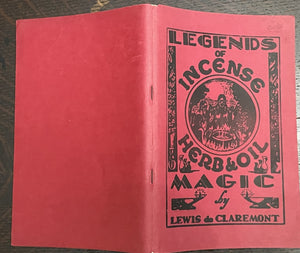 LEGENDS
OF
INCENSE
HERB & OIL
MAGIC
by
LEWIS de CLAREMONT